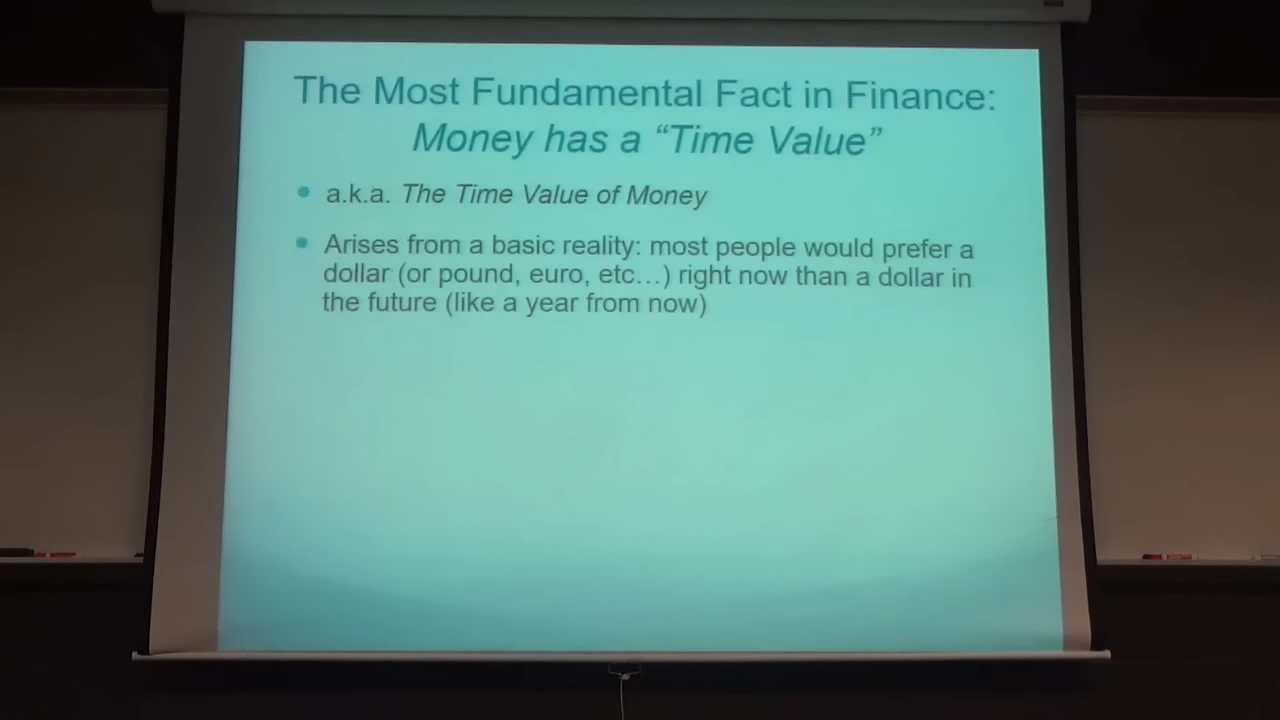 The Most Fundamental Fact in Finance:
Money has a “Time Value”
• a.k.a. The Time Value of Money
• Arises from a basic reality: most people would prefer a
dollar (or pound, euro, etc…) right now than a dollar in
the future (like a year from now)